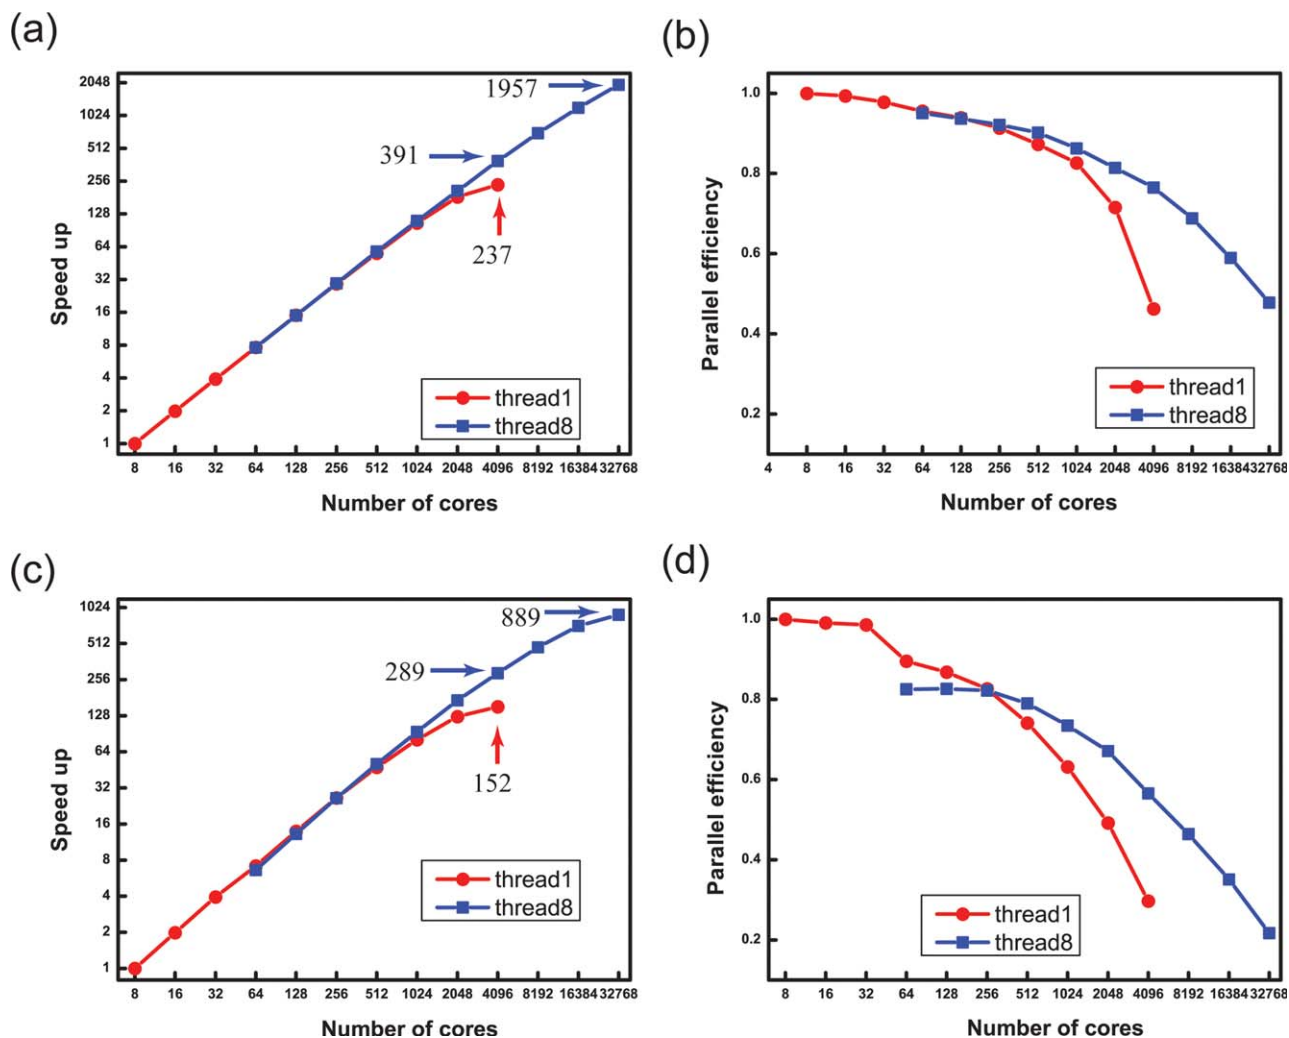 (a)
2048
1024
512
256
128
64
32
16
8
4
2
1
Speed up
1957
391
237
thread1
thread8
8 16 32 64 128 256 512 1024 2048 4096 8192 16384 32768
Number of cores
(b)
1.0
0.8
0.6
0.4
0.2
Parallel efficiency
thread1
thread8
4 8 16 32 64 128 256 512 1024 2048 4096 8192 16384 32768
Number of cores
(c)
1024
512
256
128
64
32
16
8
4
2
1
Speed up
889
289
152
thread1
thread8
8 16 32 64 128 256 512 1024 2048 4096 8192 16384 32768
Number of cores
(d)
1.0
0.8
0.6
0.4
0.2
Parallel efficiency
thread1
thread8
8 16 32 64 128 256 512 1024 2048 4096 8192 16384 32768
Number of cores